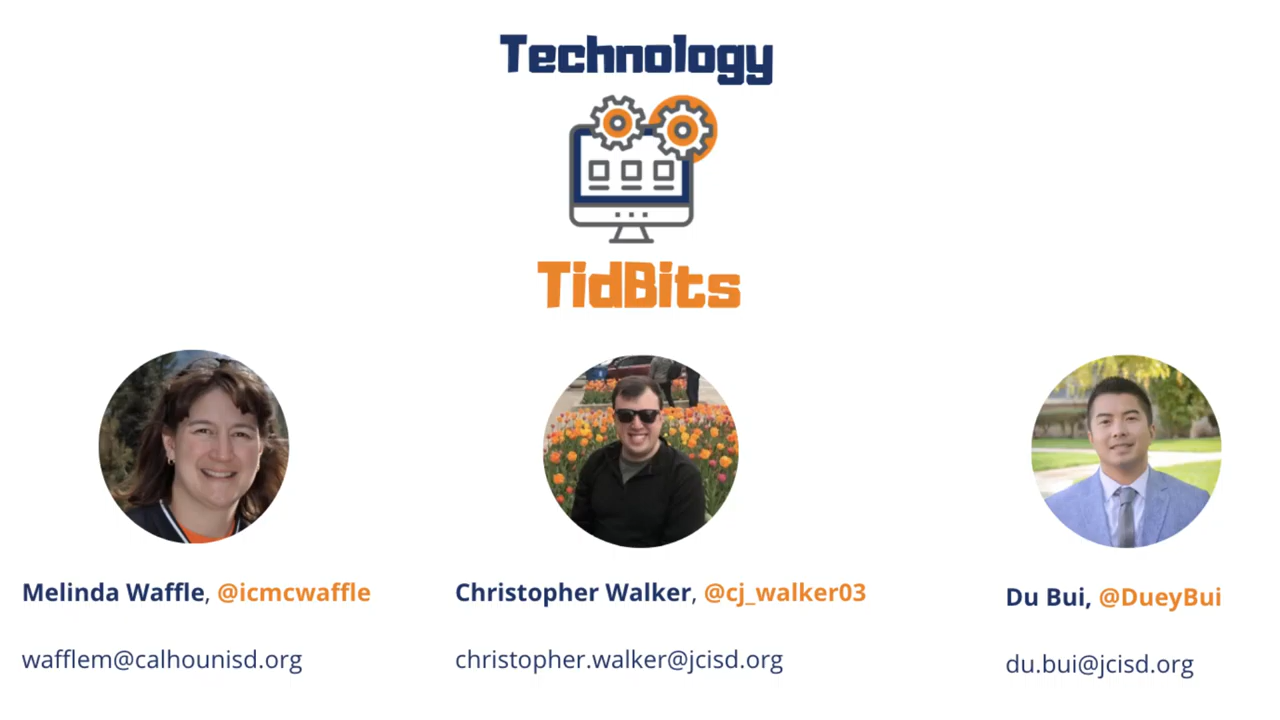 Technology
TidBits
Melinda Waffle, @icmcwaffle
wafflem@calhounisd.org
Christopher Walker, @cj_walker03
christopher.walker@jcisd.org
Du Bui, @DueyBui
du.bui@jcisd.org